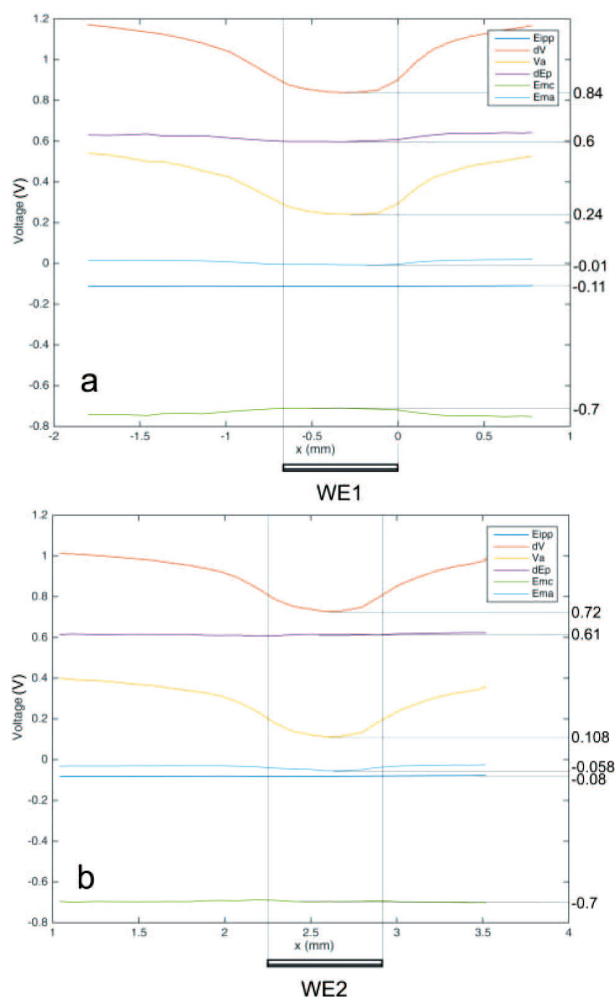 1.2
1
0.8
0.6
0.4
0.2
0
-0.2
-0.4
-0.6
-0.8
Voltage (V)
Eipp
dV
Va
dEp
Emc
Ema
0.84
0.6
0.24
-0.01
-0.11
-0.7
a
-2 -1.5 -1 -0.5 0 0.5 1
x (mm)
WE1
1.2
1
0.8
0.6
0.4
0.2
0
-0.2
-0.4
-0.6
-0.8
Voltage (V)
Eipp
dV
Va
dEp
Emc
Ema
0.72
0.61
0.108
-0.058
-0.08
-0.7
b
1 1.5 2 2.5 3 3.5 4
x (mm)
WE2